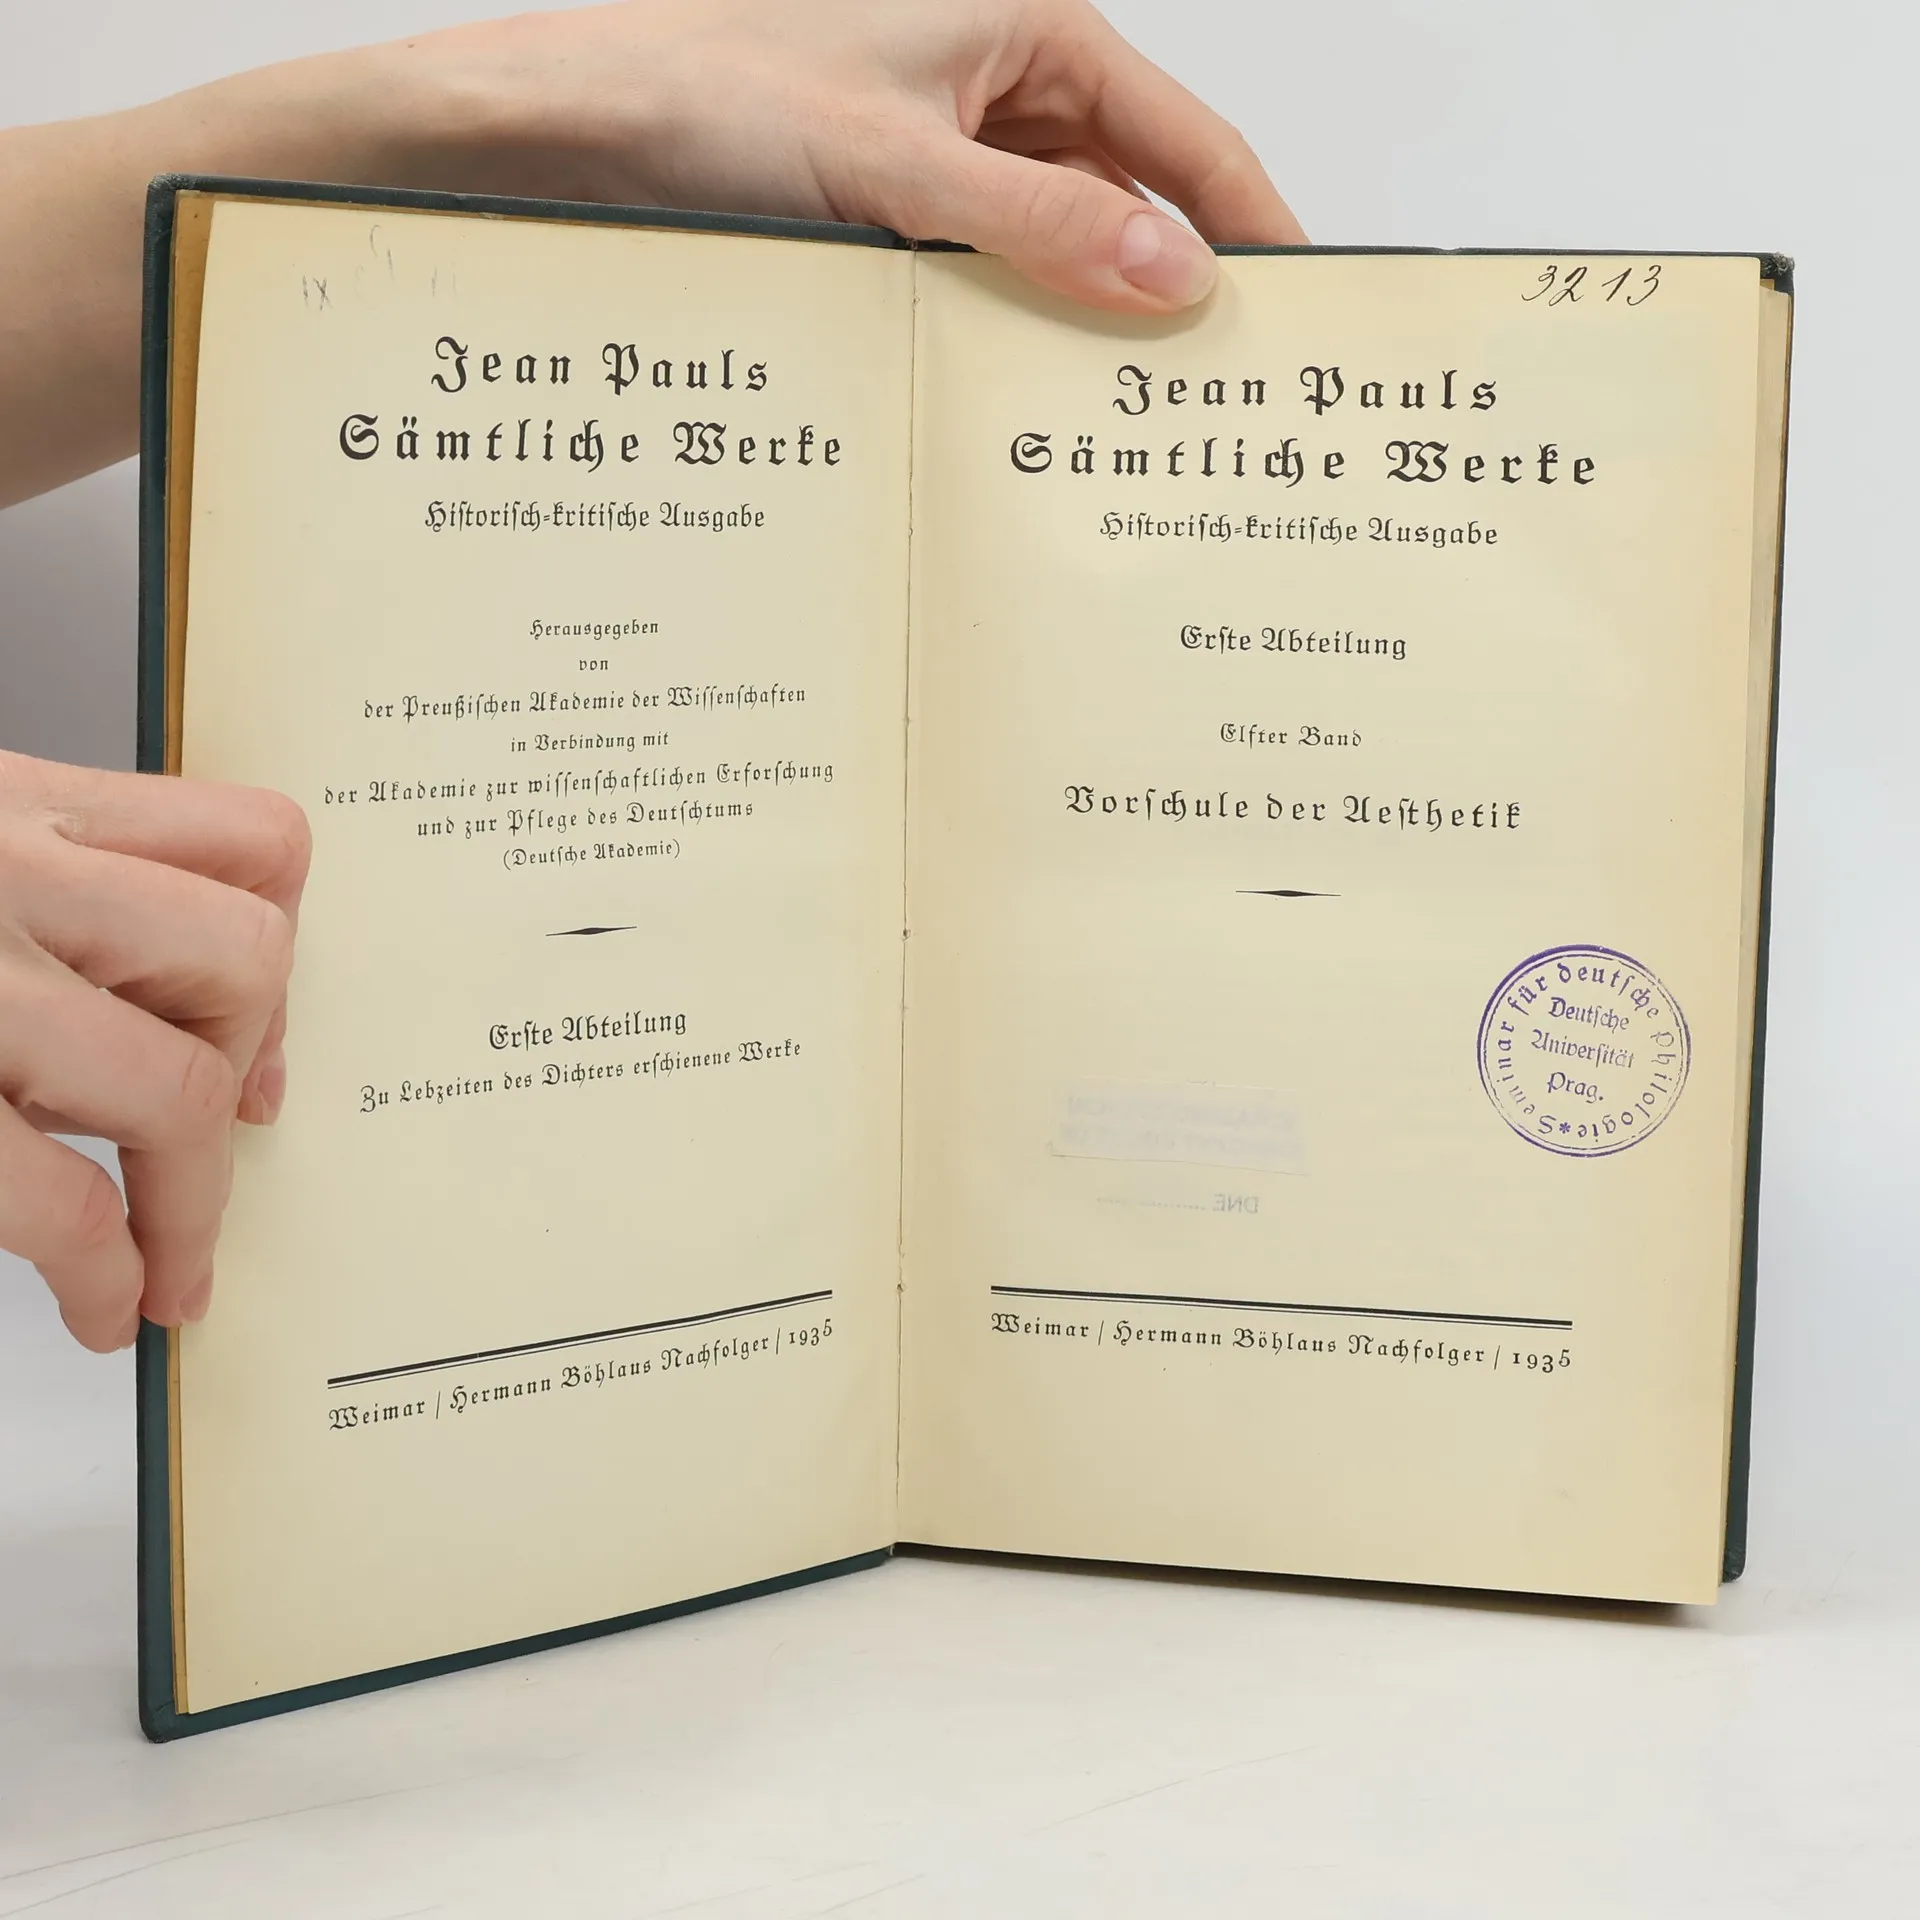 Jean Pauls
Sämtliche Werke
Hiſtoriſch-kritiſche Ausgabe
Herausgegeben
von
der Preußiſchen Akademie der Wiſſenſchaften
in Verbindung mit
der Akademie zur wiſſenſchaftlichen Erforſchung
und zur Pflege des Deutſchtums
(Deutſche Akademie)
Erſte Abteilung
Zu Lebzeiten des Dichters erſchienene Werke
Weimar / Hermann Böhlaus Nachfolger / 1935
3213
Jean Pauls
Sämtliche Werke
Hiſtoriſch-kritiſche Ausgabe
Erſte Abteilung
Elfter Band
Vorſchule der Aeſthetik
Seminar für deutſche Philologie *
Deutſche
Univerſität
Prag.
DNE
Weimar / Hermann Böhlaus Nachfolger / 1935